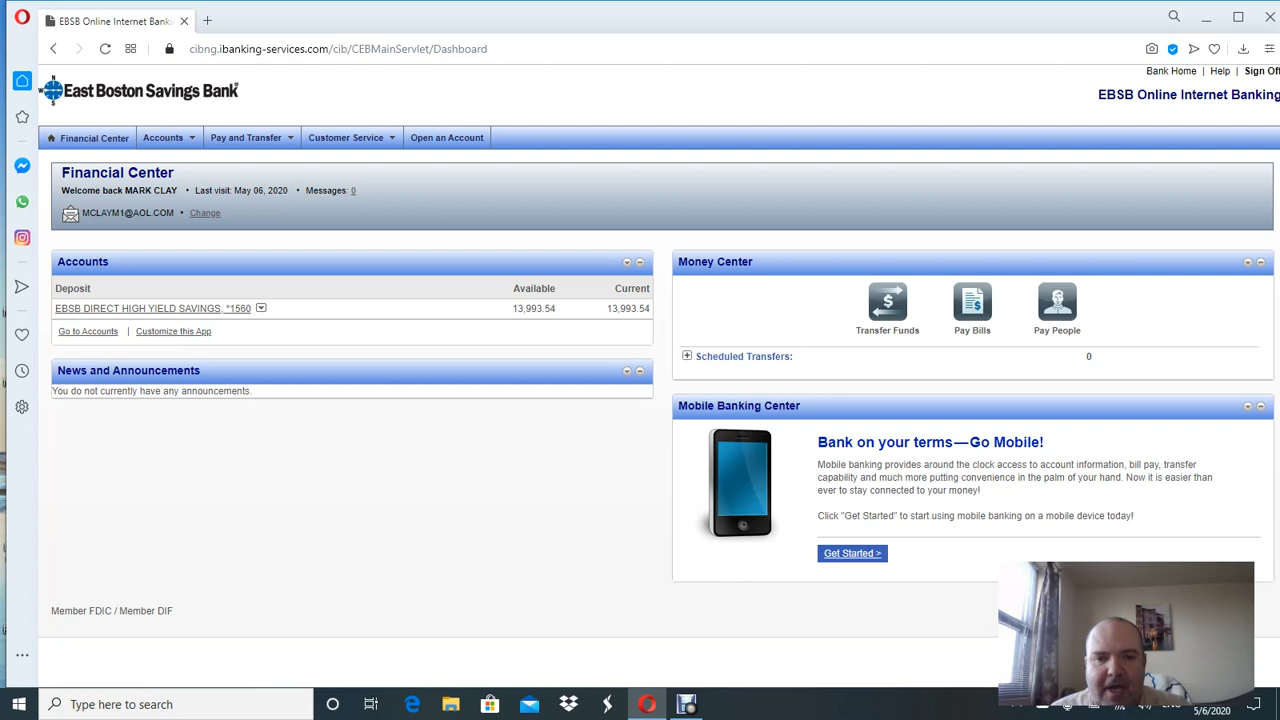 EBSB Online Internet Banki
cibng.ibanking-services.com/cib/CEBMainServlet/Dashboard
Bank Home | Help | Sign Off
East Boston Savings Bank
EBSB Online Internet Banking
Financial Center Accounts Pay and Transfer Customer Service Open an Account
Financial Center
Welcome back MARK CLAY • Last visit: May 06, 2020 • Messages: 0
MCLAYM1@AOL.COM • Change
Accounts
Deposit Available Current
EBSB DIRECT HIGH YIELD SAVINGS, *1560 13,993.54 13,993.54
Go to Accounts | Customize this App
News and Announcements
You do not currently have any announcements.
Money Center
Transfer Funds Pay Bills Pay People
Scheduled Transfers: 0
Mobile Banking Center
Bank on your terms—Go Mobile!
Mobile banking provides around the clock access to account information, bill pay, transfer
capability and much more putting convenience in the palm of your hand. Now it is easier than
ever to stay connected to your money!
Click "Get Started" to start using mobile banking on a mobile device today!
Get Started >
Member FDIC / Member DIF
Type here to search
5/6/2020